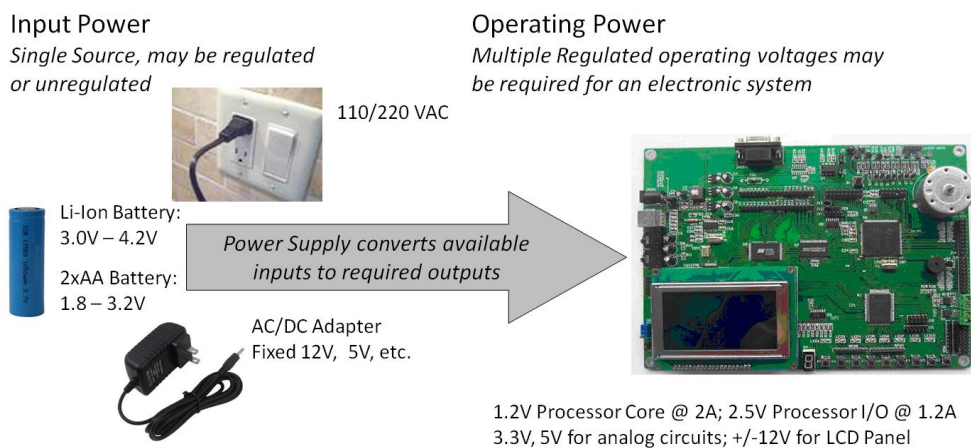 Input Power
Single Source, may be regulated
or unregulated
110/220 VAC
Li-Ion Battery:
3.0V – 4.2V
2xAA Battery:
1.8 – 3.2V
AC/DC Adapter
Fixed 12V, 5V, etc.
Power Supply converts available
inputs to required outputs
Operating Power
Multiple Regulated operating voltages may
be required for an electronic system
1.2V Processor Core @ 2A; 2.5V Processor I/O @ 1.2A
3.3V, 5V for analog circuits; +/-12V for LCD Panel